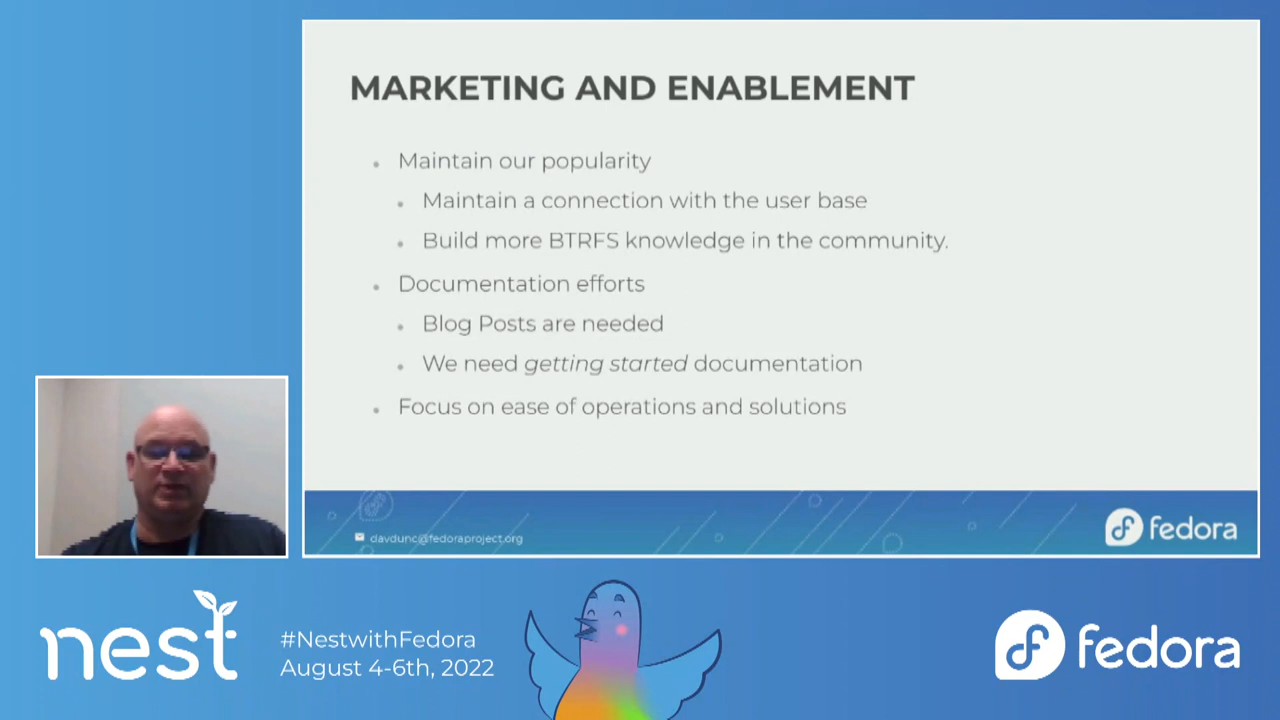 MARKETING AND ENABLEMENT
Maintain our popularity
Maintain a connection with the user base
Build more BTRFS knowledge in the community.
Documentation efforts
Blog Posts are needed
We need getting started documentation
Focus on ease of operations and solutions
davdunc@fedoraproject.org
fedora
nest
#NestwithFedora
August 4-6th, 2022
fedora